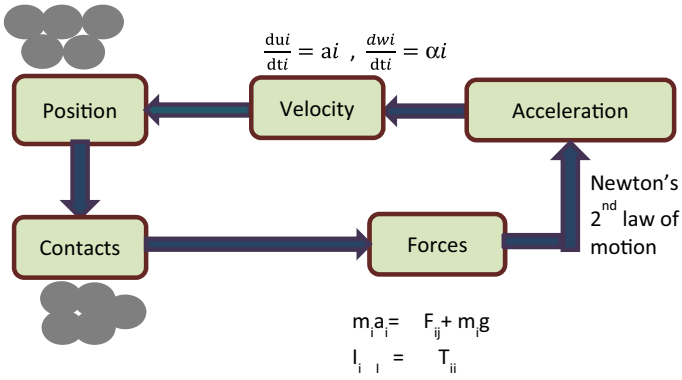 dui/dti = ai , dwi/dti = αi
Position
Velocity
Acceleration
Newton's
2nd law of
motion
Contacts
Forces
miai= Fij+ mig
Ii l = Tij